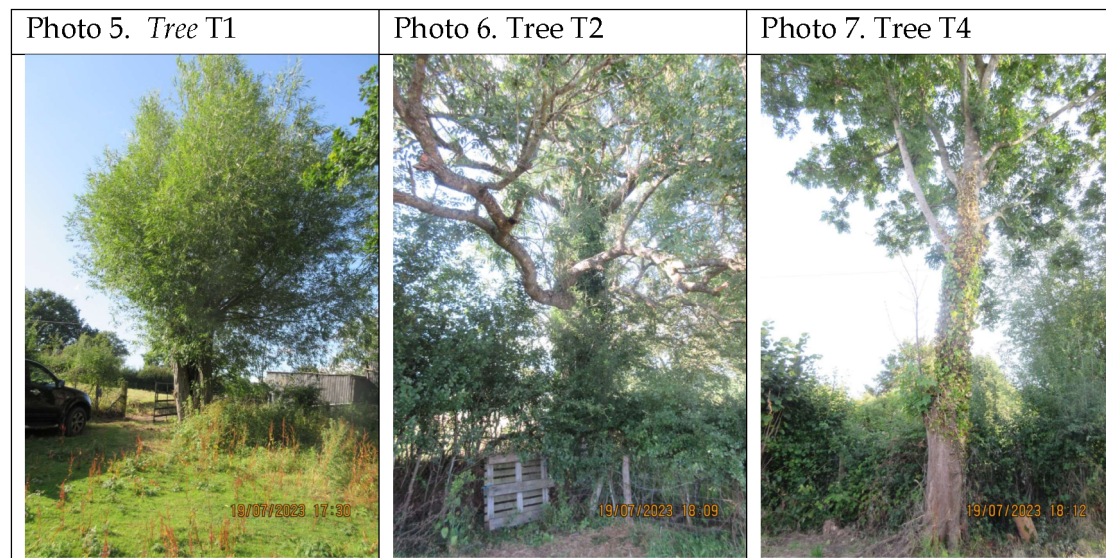 Photo 5. Tree T1
Photo 6. Tree T2
Photo 7. Tree T4
19/07/2023 17:30
19/07/2023 18:09
19/07/2023 18:12